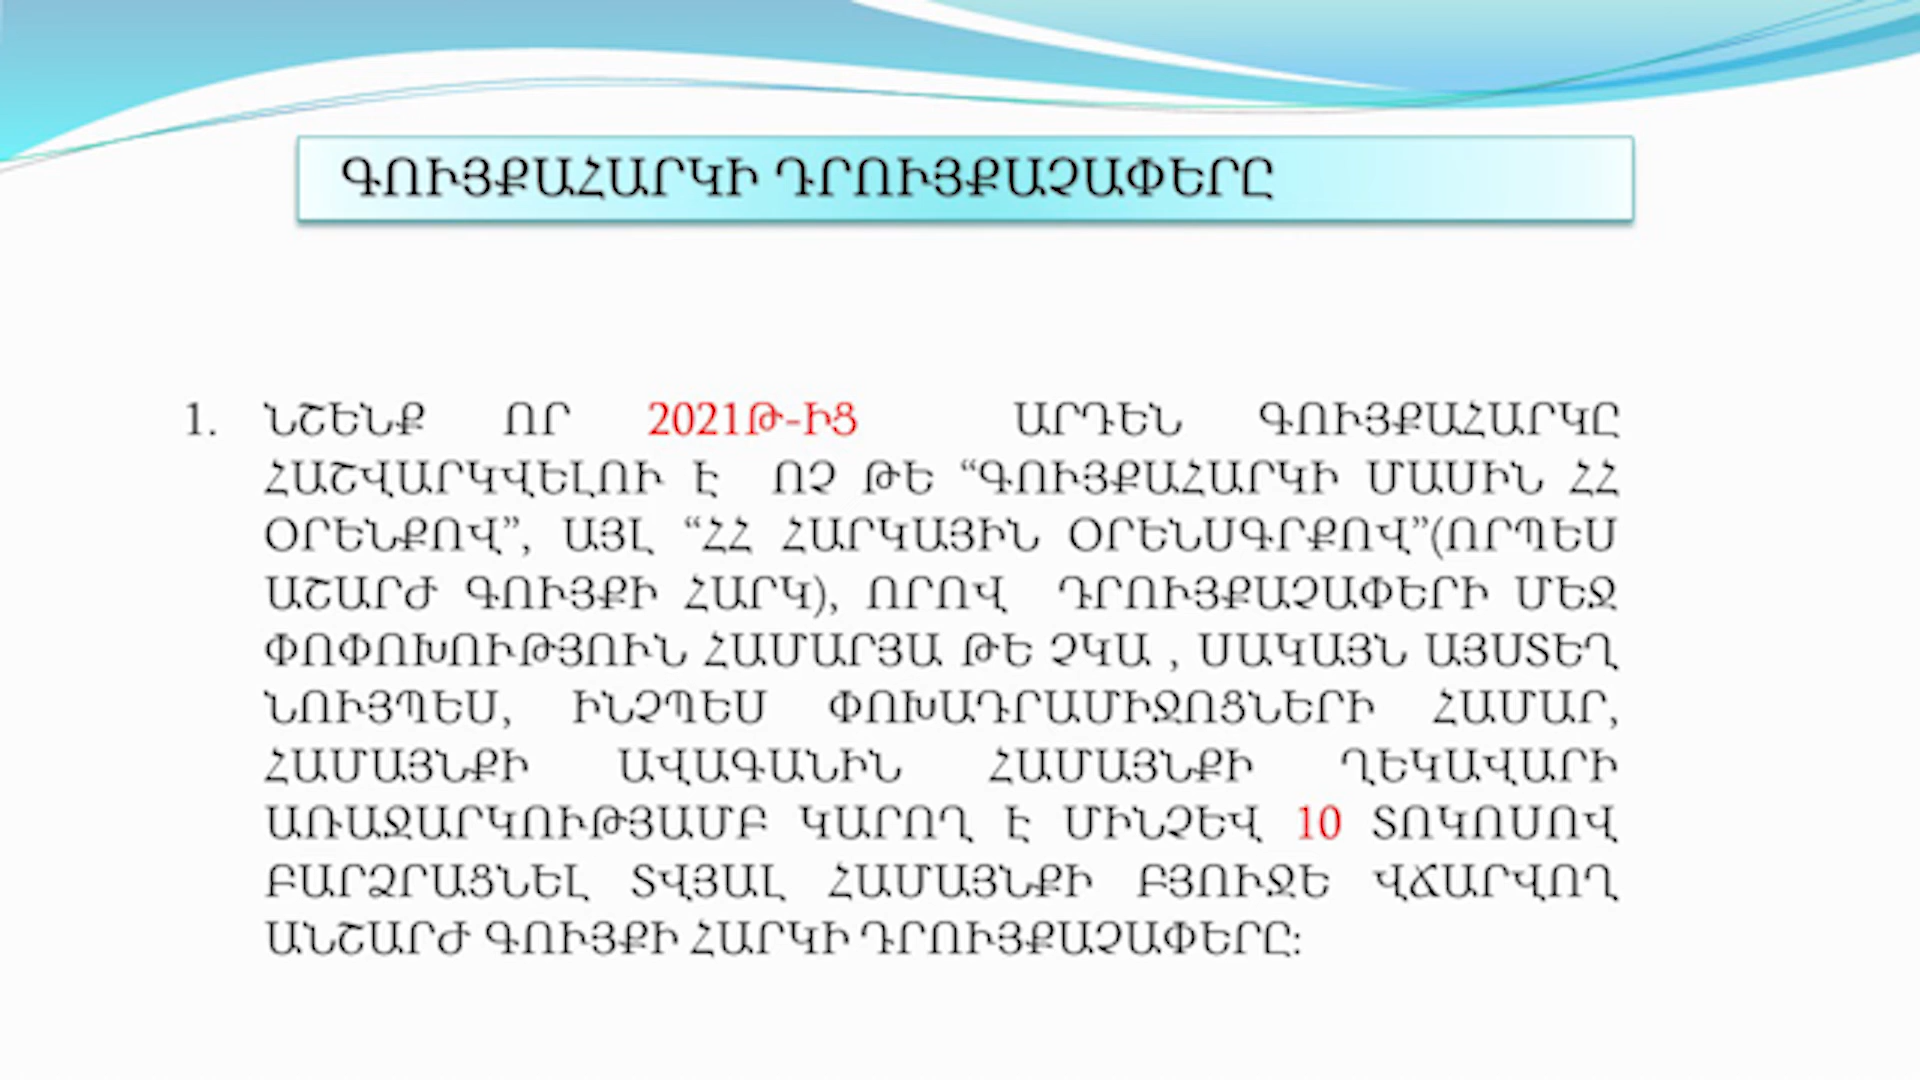 ԳՈՒՅՔԱՀԱՐԿԻ ԴՐՈՒՅՔԱՉԱՓԵՐԸ
1. ՆՇԵՆՔ ՈՐ 2021Թ-ԻՑ ԱՐԴԵՆ ԳՈՒՅՔԱՀԱՐԿԸ
ՀԱՇՎԱՐԿՎԵԼՈՒ Է ՈՉ ԹԵ “ԳՈՒՅՔԱՀԱՐԿԻ ՄԱՍԻՆ ՀՀ
ՕՐԵՆՔՈՎ”, ԱՅԼ “ՀՀ ՀԱՐԿԱՅԻՆ ՕՐԵՆՍԳՐՔՈՎ”(ՈՐՊԵՍ
ԱՇԱՐԺ ԳՈՒՅՔԻ ՀԱՐԿ), ՈՐՈՎ ԴՐՈՒՅՔԱՉԱՓԵՐԻ ՄԵՋ
ՓՈՓՈԽՈՒԹՅՈՒՆ ՀԱՄԱՐՅԱ ԹԵ ՉԿԱ , ՍԱԿԱՅՆ ԱՅՍՏԵՂ
ՆՈՒՅՊԵՍ, ԻՆՉՊԵՍ ՓՈԽԱԴՐԱՄԻՋՈՑՆԵՐԻ ՀԱՄԱՐ,
ՀԱՄԱՅՆՔԻ ԱՎԱԳԱՆԻՆ ՀԱՄԱՅՆՔԻ ՂԵԿԱՎԱՐԻ
ԱՌԱՋԱՐԿՈՒԹՅԱՄԲ ԿԱՐՈՂ Է ՄԻՆՉԵՎ 10 ՏՈԿՈՍՈՎ
ԲԱՐՁՐԱՑՆԵԼ ՏՎՅԱԼ ՀԱՄԱՅՆՔԻ ԲՅՈՒՋԵ ՎՃԱՐՎՈՂ
ԱՆՇԱՐԺ ԳՈՒՅՔԻ ՀԱՐԿԻ ԴՐՈՒՅՔԱՉԱՓԵՐԸ: